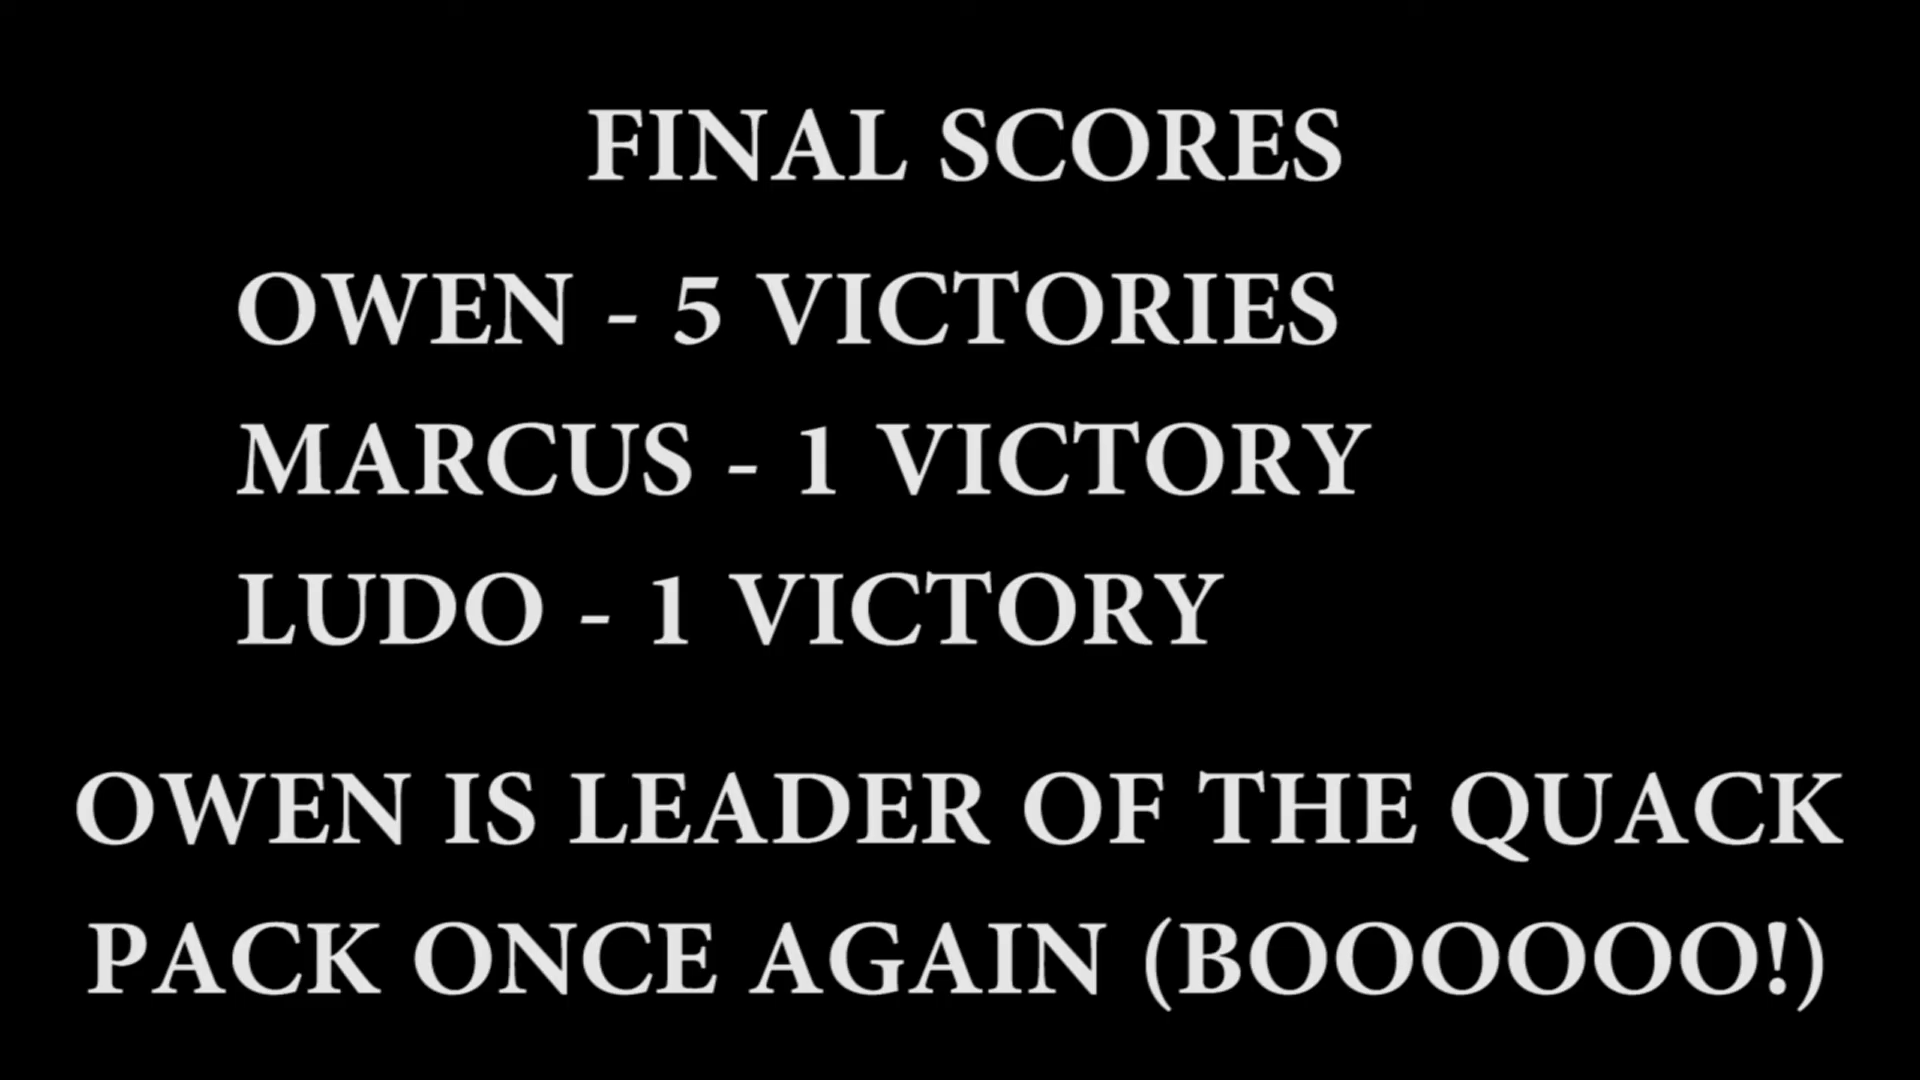 FINAL SCORES
OWEN - 5 VICTORIES
MARCUS - 1 VICTORY
LUDO - 1 VICTORY
OWEN IS LEADER OF THE QUACK
PACK ONCE AGAIN (BOOOOOO!)